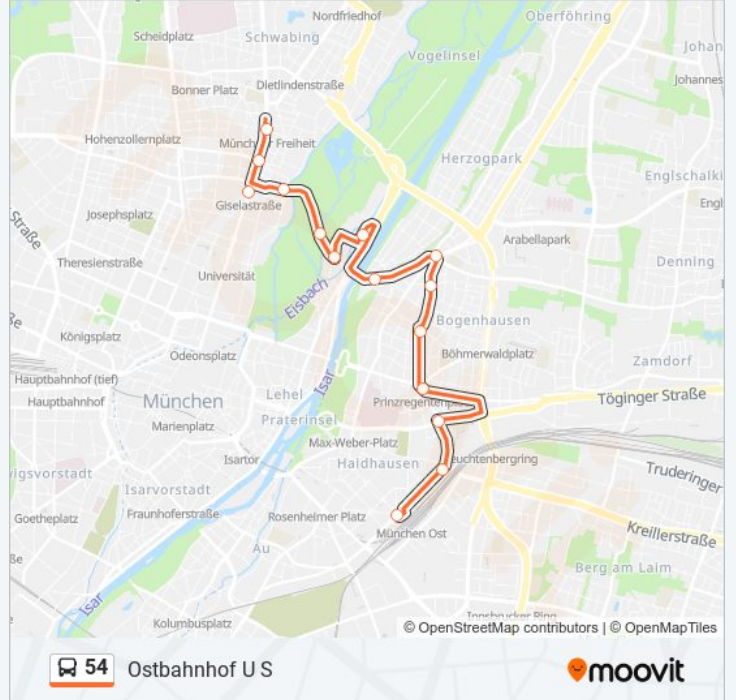 Nordfriedhof
Oberföhring
Scheidplatz
Schwabing
Johan
Vogelinsel
Johannes
Bonner Platz
Dietlindenstraße
Hohenzollernplatz
Herzogpark
Englschalki
Giselastraße
Engl
Josephsplatz
Straße
Arabellapark
Theresienstraße
Denning
Universität
Eisbach
Bogenhausen
Königsplatz
Odeonsplatz
Böhmerwaldplatz
Zamdorf
Hauptbahnhof (tief)
Isar
Hauptbahnhof
München
Lehel
Töginger Straße
Marienplatz
Praterinsel
Max-Weber-Platz
Isartor
Haidhausen
euchtenbergring
vigsvorstadt
Isarvorstadt
Truderinger
Goetheplatz
Fraunhoferstraße
Rosenheimer Platz
München Ost
Kreillerstraße
Au
ße
Berg am Laim
Isar
Kolumbusplatz
© OpenStreetMap contributors | © OpenMapTiles
54 Ostbahnhof U S
moovit